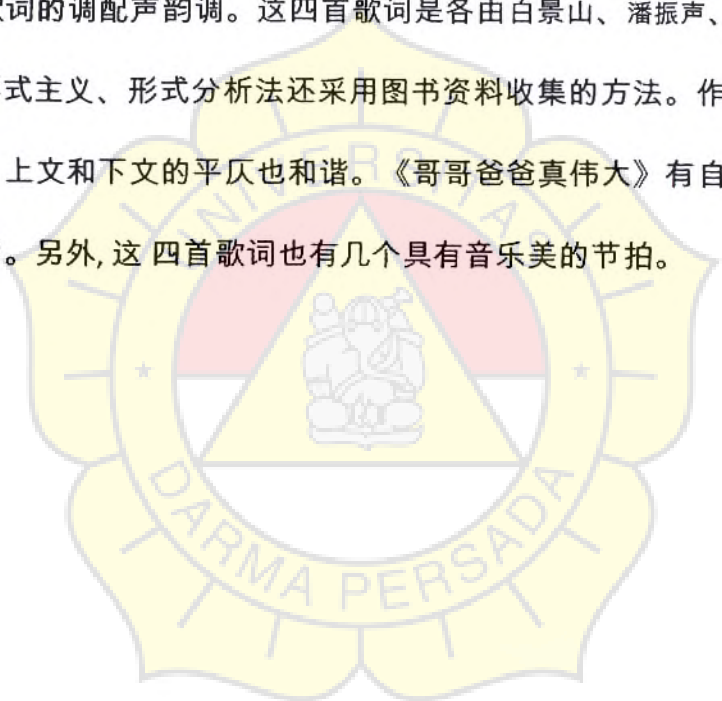 词的调配声韵调。这四首歌词是各由白景山、潘振声、
式主义、形式分析法还采用图书资料收集的方法。作
上文和下文的平仄也和谐。《哥哥爸爸真伟大》有自
。另外, 这 四首歌词也有几个具有音乐美的节拍。
UNIVERSITAS
DARMA PERSADA